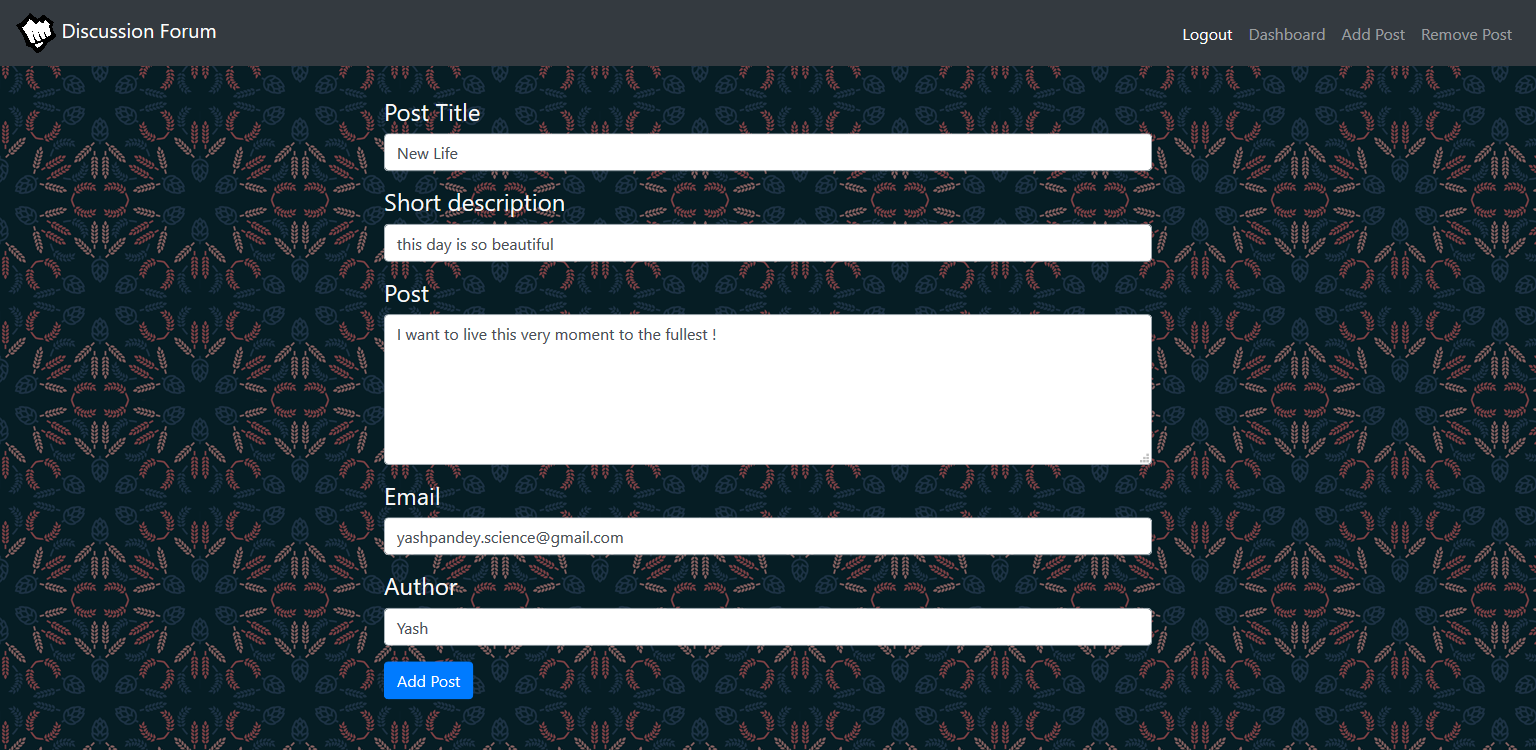 Discussion Forum
Logout Dashboard Add Post Remove Post
Post Title
New Life
Short description
this day is so beautiful
Post
I want to live this very moment to the fullest !
Email
yashpandey.science@gmail.com
Author
Yash
Add Post